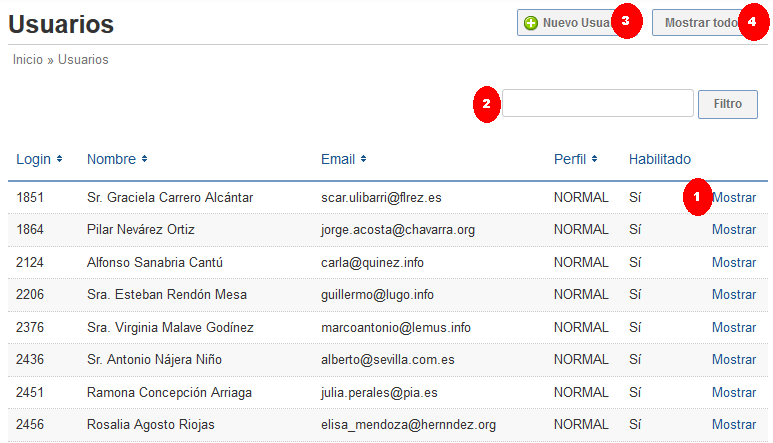 Usuarios
Nuevo Usua 3 Mostrar todo 4
Inicio » Usuarios
2 Filtro
Login Nombre Email Perfil Habilitado
1851 Sr. Graciela Carrero Alcántar scar.ulibarri@flrez.es NORMAL Sí 1 Mostrar
1864 Pilar Nevárez Ortiz jorge.acosta@chavarra.org NORMAL Sí Mostrar
2124 Alfonso Sanabria Cantú carla@quinez.info NORMAL Sí Mostrar
2206 Sra. Esteban Rendón Mesa guillermo@lugo.info NORMAL Sí Mostrar
2376 Sra. Virginia Malave Godínez marcoantonio@lemus.info NORMAL Sí Mostrar
2436 Sr. Antonio Nájera Niño alberto@sevilla.com.es NORMAL Sí Mostrar
2451 Ramona Concepción Arriaga julia.perales@pia.es NORMAL Sí Mostrar
2456 Rosalia Agosto Riojas elisa_mendoza@hernndez.org NORMAL Sí Mostrar